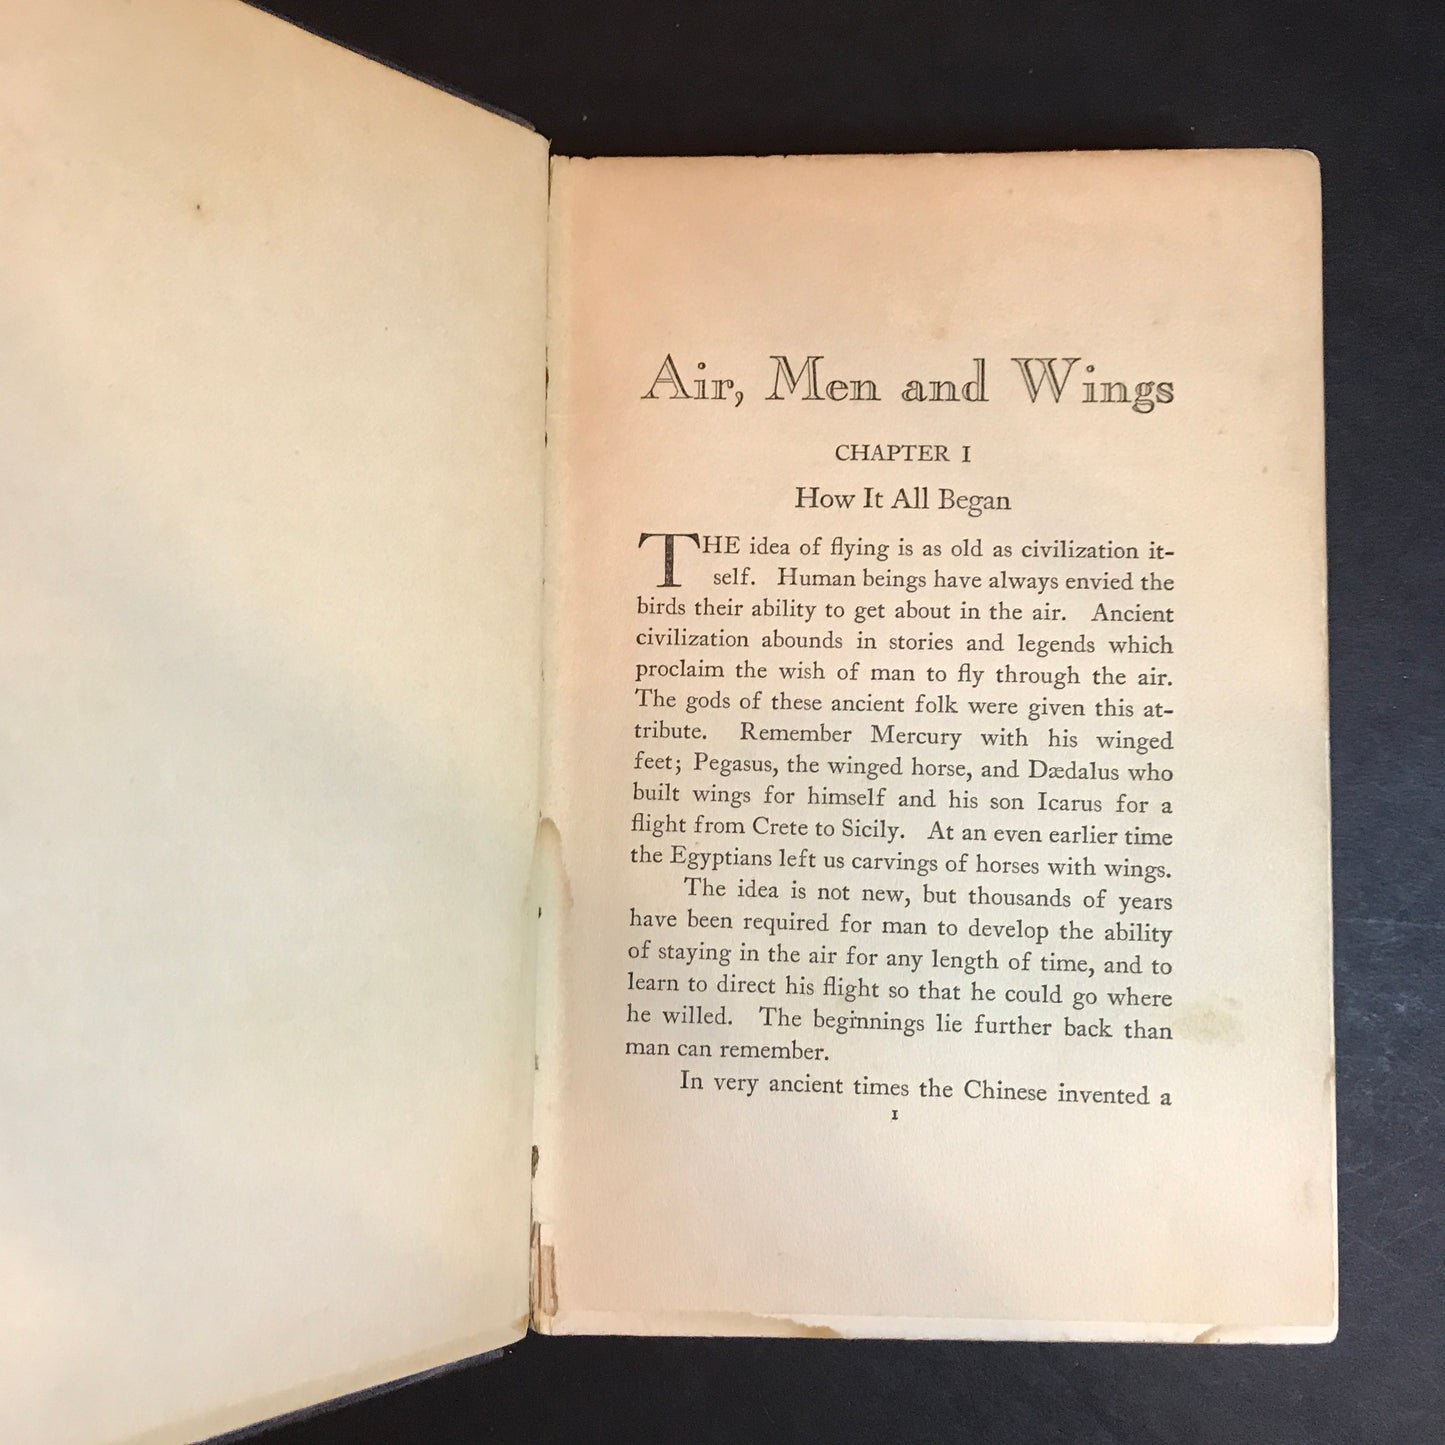 Air, Men and Wings
CHAPTER I
How It All Began
THE idea of flying is as old as civilization it-
self. Human beings have always envied the
birds their ability to get about in the air. Ancient
civilization abounds in stories and legends which
proclaim the wish of man to fly through the air.
The gods of these ancient folk were given this at-
tribute. Remember Mercury with his winged
feet; Pegasus, the winged horse, and Dædalus who
built wings for himself and his son Icarus for a
flight from Crete to Sicily. At an even earlier time
the Egyptians left us carvings of horses with wings.
The idea is not new, but thousands of years
have been required for man to develop the ability
of staying in the air for any length of time, and to
learn to direct his flight so that he could go where
he willed. The beginnings lie further back than
man can remember.
In very ancient times the Chinese invented a
1